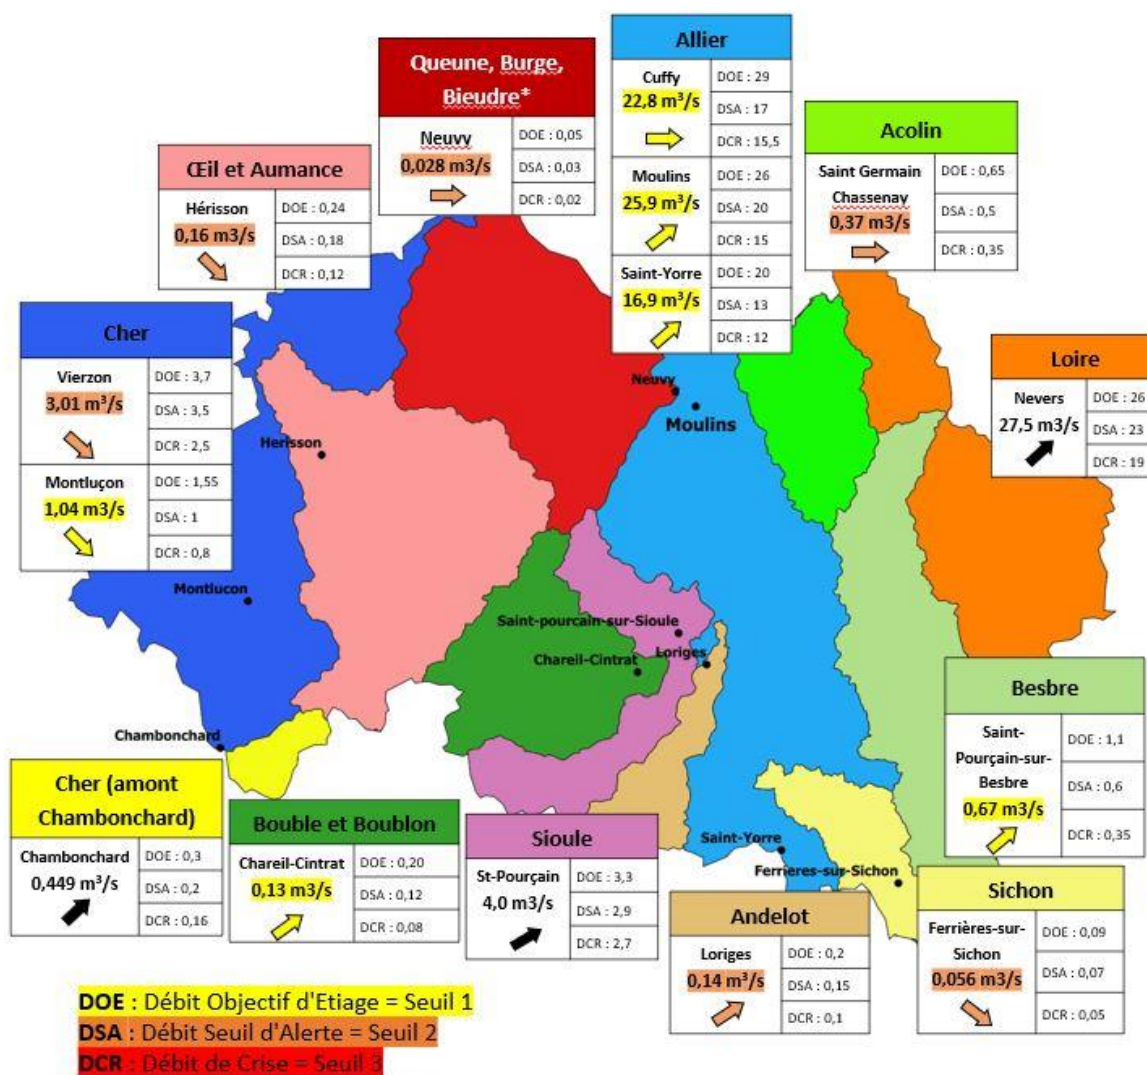 Allier
Cuffy
22,8 m³/s
DOE : 29
DSA : 17
DCR : 15,5
Moulins
25,9 m³/s
DOE : 26
DSA : 20
DCR : 15
Saint-Yorre
16,9 m³/s
DOE : 20
DSA : 13
DCR : 12
Queune, Burge,
Bieudre*
Neuvy
0,028 m3/s
DOE : 0,05
DSA : 0,03
DCR : 0,02
Acolin
Saint Germain
Chassenay
0,37 m3/s
DOE : 0,65
DSA : 0,5
DCR : 0,35
Œil et Aumance
Hérisson
0,16 m3/s
DOE : 0,24
DSA : 0,18
DCR : 0,12
Cher
Vierzon
3,01 m³/s
DOE : 3,7
DSA : 3,5
DCR : 2,5
Montluçon
1,04 m3/s
DOE : 1,55
DSA : 1
DCR : 0,8
Loire
Nevers
27,5 m3/s
DOE : 26
DSA : 23
DCR : 19
Neuvy
Moulins
Herisson
Montlucon
Saint-pourcain-sur-Sioule
Loriges
Chareil-Cintrat
Chambonchard
Saint-Yorre
Ferrieres-sur-Sichon
Besbre
Saint-
Pourçain-sur-
Besbre
0,67 m3/s
DOE : 1,1
DSA : 0,6
DCR : 0,35
Cher (amont
Chambonchard)
Chambonchard
0,449 m³/s
DOE : 0,3
DSA : 0,2
DCR : 0,16
Bouble et Boublon
Chareil-Cintrat
0,13 m3/s
DOE : 0,20
DSA : 0,12
DCR : 0,08
Sioule
St-Pourçain
4,0 m3/s
DOE : 3,3
DSA : 2,9
DCR : 2,7
Andelot
Loriges
0,14 m³/s
DOE : 0,2
DSA : 0,15
DCR : 0,1
Sichon
Ferrières-sur-
Sichon
0,056 m3/s
DOE : 0,09
DSA : 0,07
DCR : 0,05
DOE : Débit Objectif d'Etiage = Seuil 1
DSA : Débit Seuil d'Alerte = Seuil 2
DCR : Débit de Crise = Seuil 3